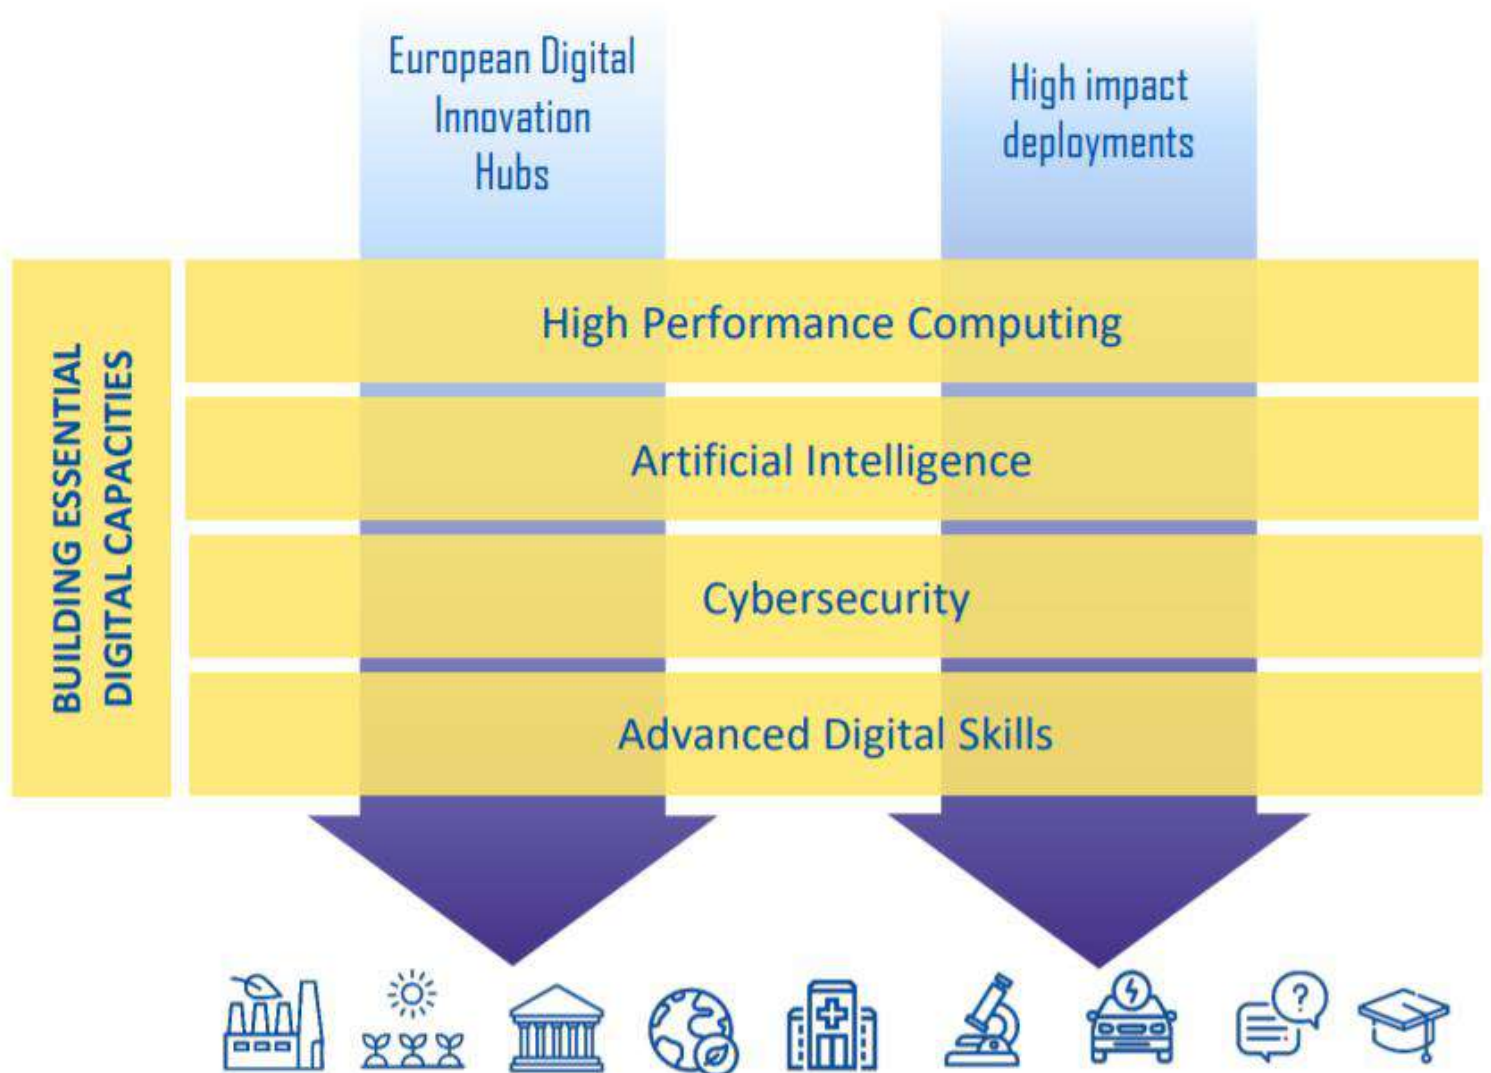 European Digital
Innovation
Hubs
High impact
deployments
BUILDING ESSENTIAL
DIGITAL CAPACITIES
High Performance Computing
Artificial Intelligence
Cybersecurity
Advanced Digital Skills
?